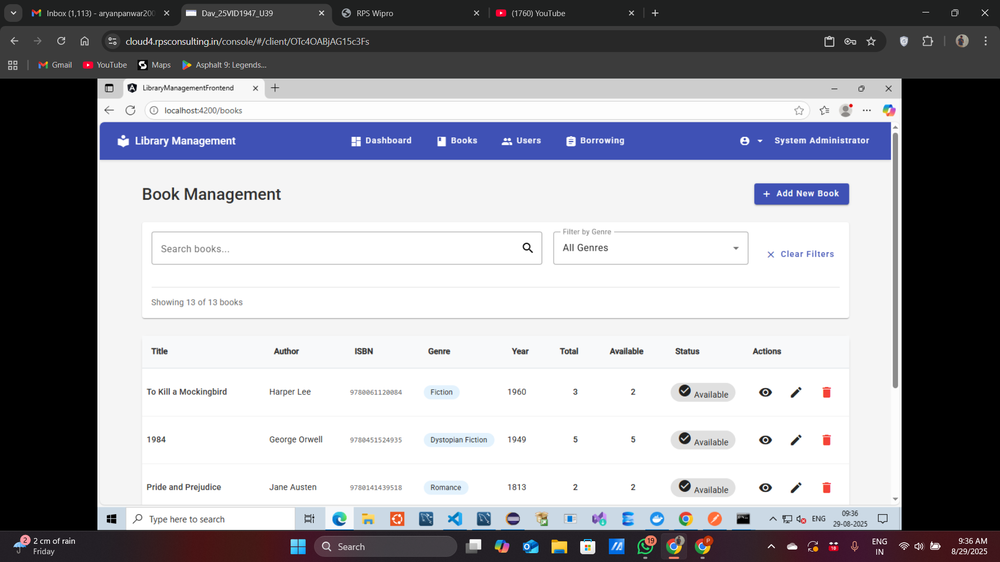 Inbox (1,113) - aryanpanwar200
Dav_25VID1947_U39
RPS Wipro
(1760) YouTube
cloud4.rpsconsulting.in/console/#/client/OTc4OABjAG15c3Fs
Gmail
YouTube
Maps
Asphalt 9: Legends...
LibraryManagementFrontend
localhost:4200/books
Library Management
Dashboard
Books
Users
Borrowing
System Administrator
Book Management
+ Add New Book
Search books...
Filter by Genre
All Genres
Clear Filters
Showing 13 of 13 books
Title Author ISBN Genre Year Total Available Status Actions
To Kill a Mockingbird Harper Lee 9780061120084 Fiction 1960 3 2 Available
1984 George Orwell 9780451524935 Dystopian Fiction 1949 5 5 Available
Pride and Prejudice Jane Austen 9780141439518 Romance 1813 2 2 Available
Type here to search
ENG
09:36
29-08-2025
2
2 cm of rain
Friday
Search
19
P
10
ENG
IN
9:36 AM
8/29/2025